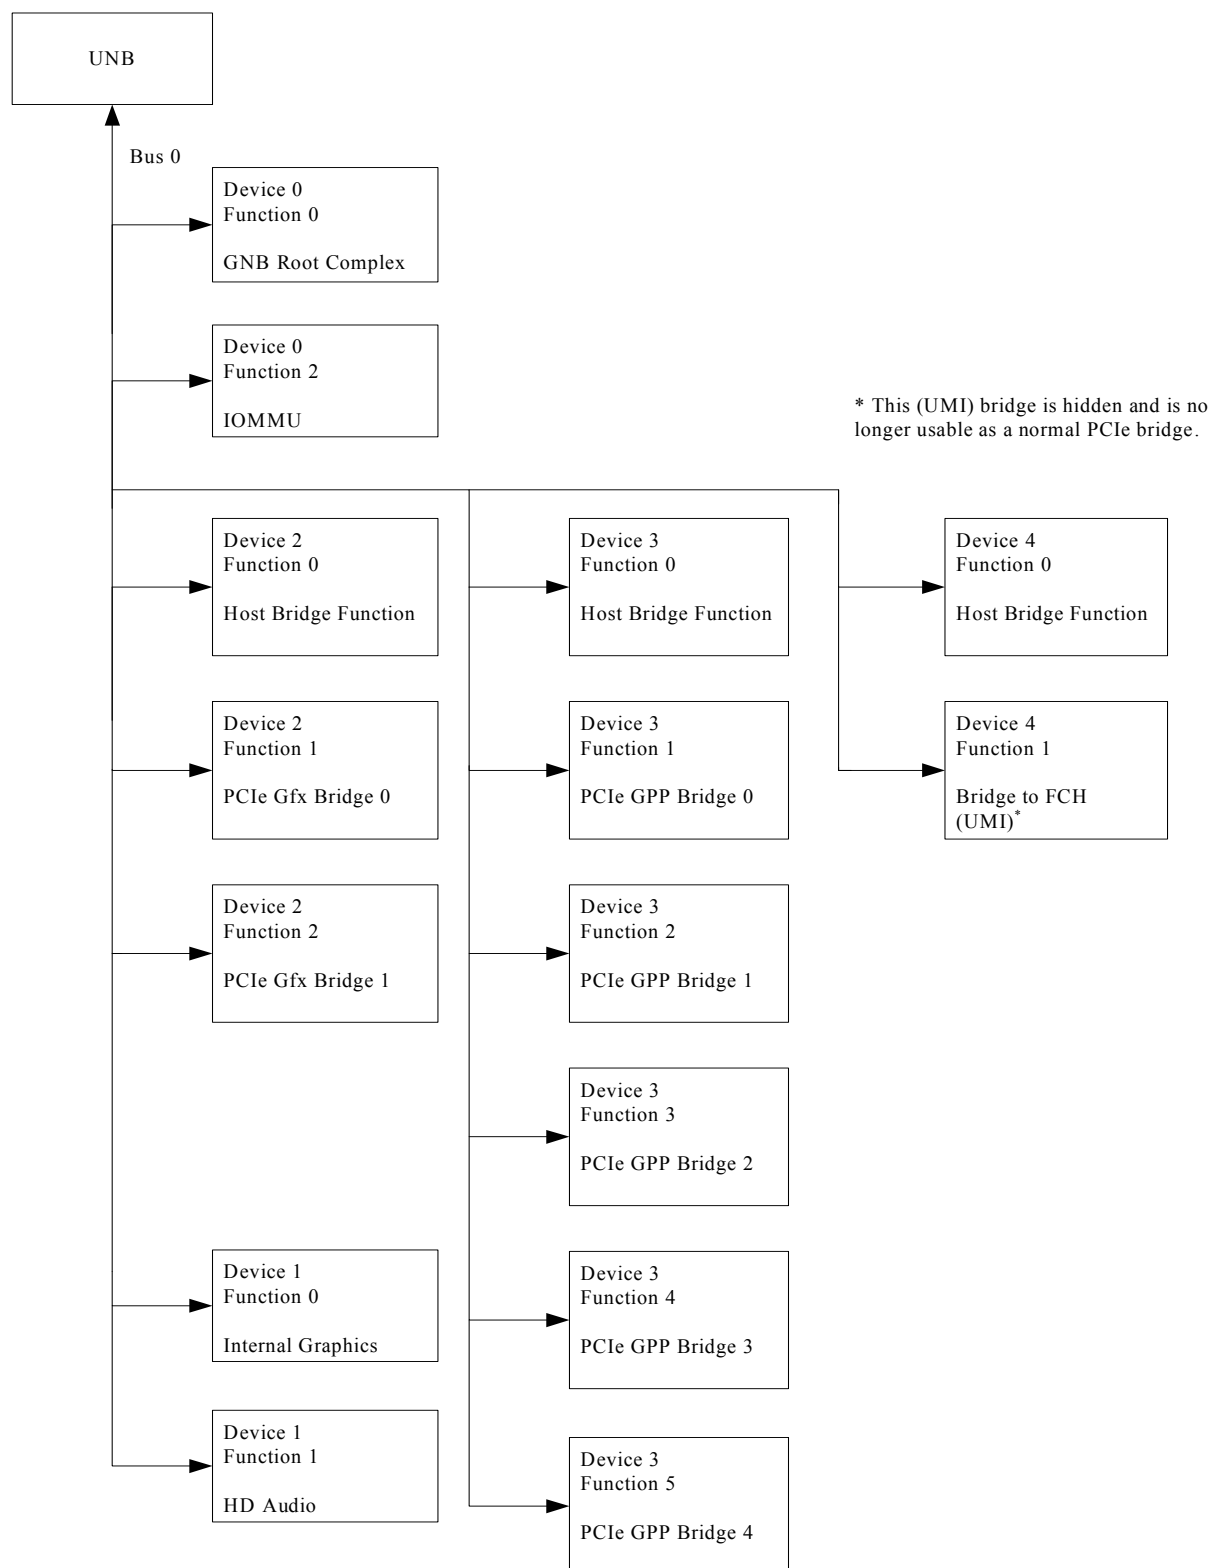 UNB
Bus 0
Device 0
Function 0
GNB Root Complex
Device 0
Function 2
IOMMU
* This (UMI) bridge is hidden and is no
longer usable as a normal PCIe bridge.
Device 2
Function 0
Host Bridge Function
Device 3
Function 0
Host Bridge Function
Device 4
Function 0
Host Bridge Function
Device 2
Function 1
PCIe Gfx Bridge 0
Device 3
Function 1
PCIe GPP Bridge 0
Device 4
Function 1
Bridge to FCH
(UMI)*
Device 2
Function 2
PCIe Gfx Bridge 1
Device 3
Function 2
PCIe GPP Bridge 1
Device 3
Function 3
PCIe GPP Bridge 2
Device 1
Function 0
Internal Graphics
Device 3
Function 4
PCIe GPP Bridge 3
Device 1
Function 1
HD Audio
Device 3
Function 5
PCIe GPP Bridge 4